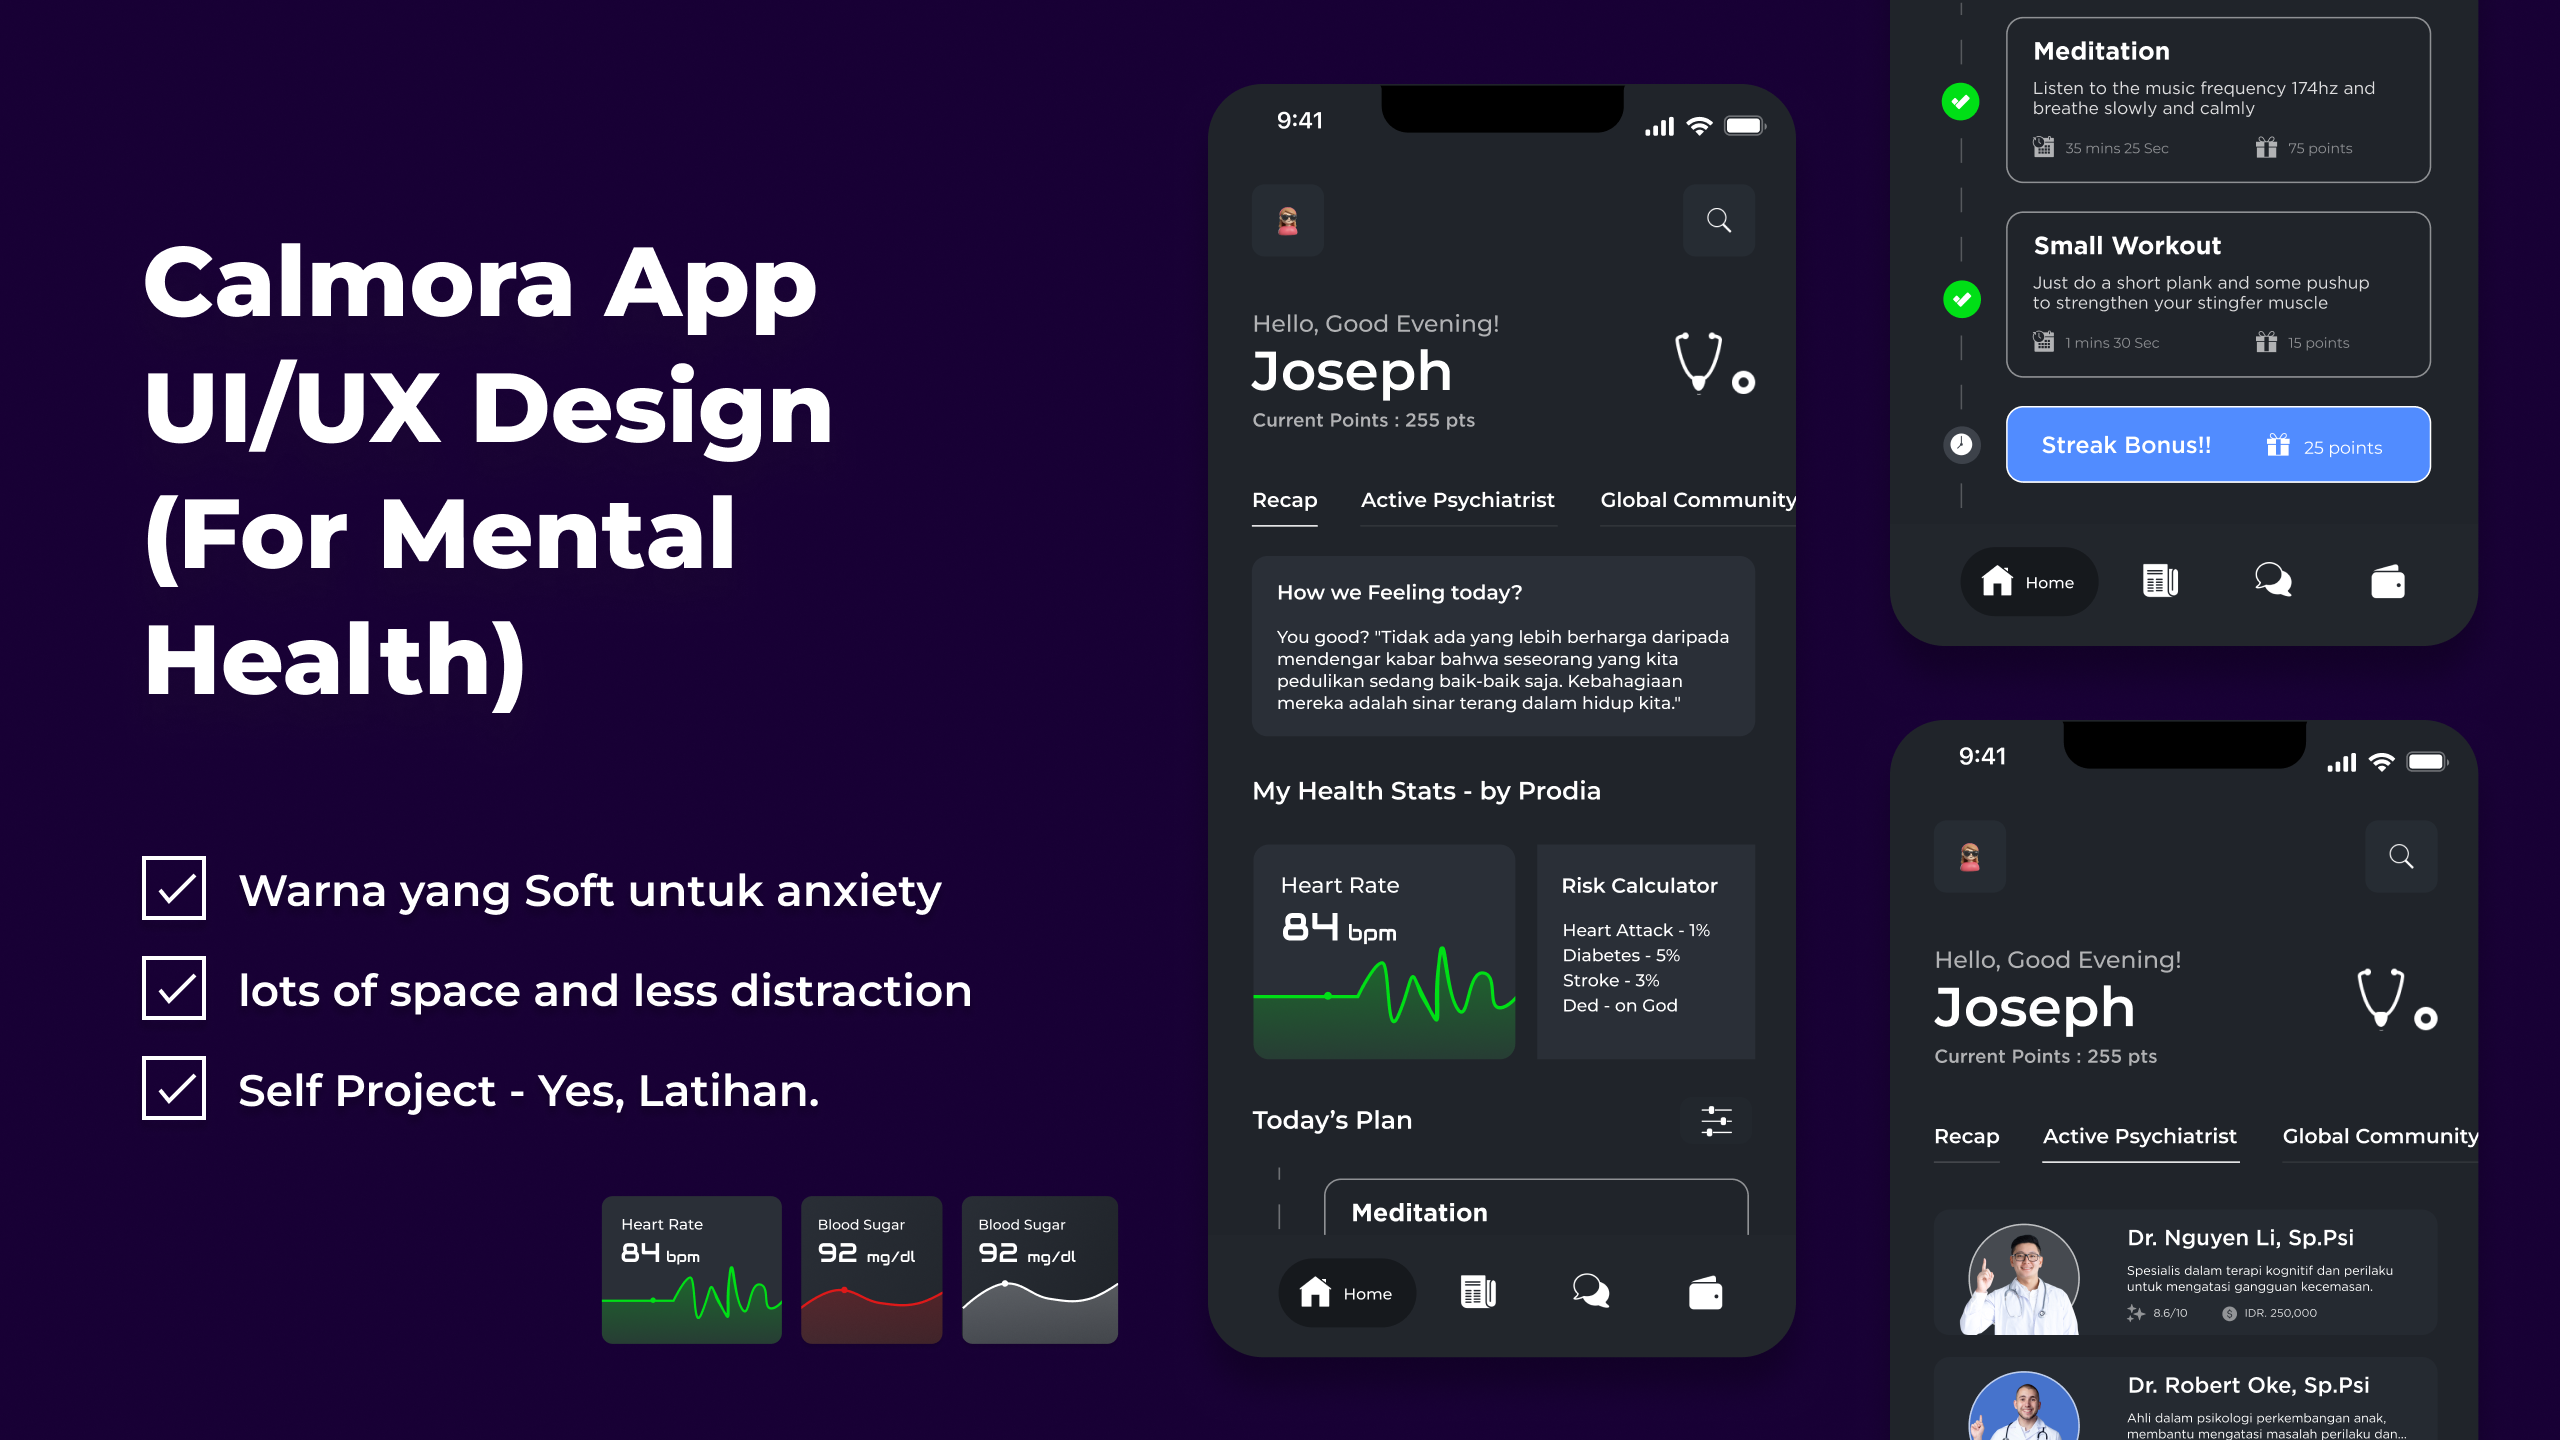 Calmora App
UI/UX Design
(For Mental
Health)
Warna yang Soft untuk anxiety
lots of space and less distraction
Self Project - Yes, Latihan.
Heart Rate
84 bpm
Blood Sugar
92 mg/dl
Blood Sugar
92 mg/dl
9:41
Hello, Good Evening!
Joseph
Current Points : 255 pts
Recap Active Psychiatrist Global Community
How we Feeling today?
You good? "Tidak ada yang lebih berharga daripada
mendengar kabar bahwa seseorang yang kita
pedulikan sedang baik-baik saja. Kebahagiaan
mereka adalah sinar terang dalam hidup kita."
My Health Stats - by Prodia
Heart Rate
84 bpm
Risk Calculator
Heart Attack - 1%
Diabetes - 5%
Stroke - 3%
Ded - on God
Today’s Plan
Meditation
Home
Meditation
Listen to the music frequency 174hz and
breathe slowly and calmly
35 mins 25 Sec 75 points
Small Workout
Just do a short plank and some pushup
to strengthen your stingfer muscle
1 mins 30 Sec 15 points
Streak Bonus!! 25 points
Home
9:41
Hello, Good Evening!
Joseph
Current Points : 255 pts
Recap Active Psychiatrist Global Community
Dr. Nguyen Li, Sp.Psi
Spesialis dalam terapi kognitif dan perilaku
untuk mengatasi gangguan kecemasan.
8.6/10 IDR. 250,000
Dr. Robert Oke, Sp.Psi
Ahli dalam psikologi perkembangan anak,
membantu mengatasi masalah perilaku dan...